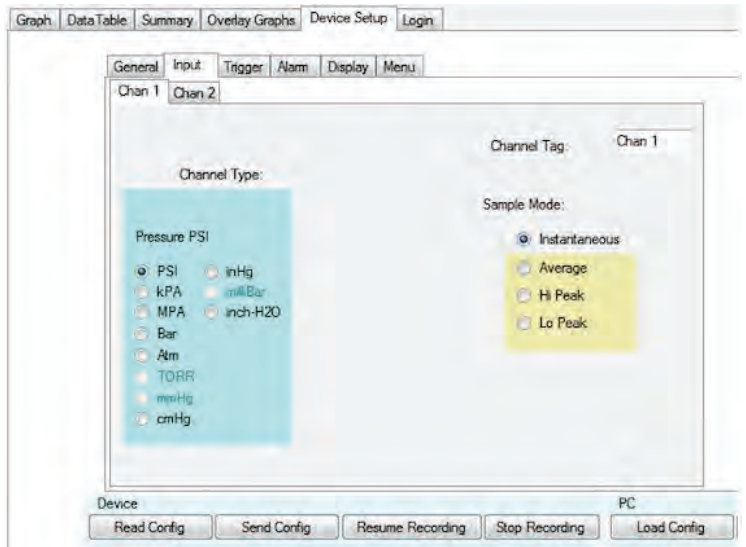 Graph Data Table Summary Overlay Graphs Device Setup Login
General Input Trigger Alarm Display Menu
Chan 1 Chan 2
Channel Tag: Chan 1
Channel Type:
Sample Mode:
Pressure PSI
Instantaneous
PSI inHg
Average
kPA milliBar
Hi Peak
MPA inch-H2O
Lo Peak
Bar
Atm
TORR
mmHg
cmHg
Device PC
Read Config Send Config Resume Recording Stop Recording Load Config